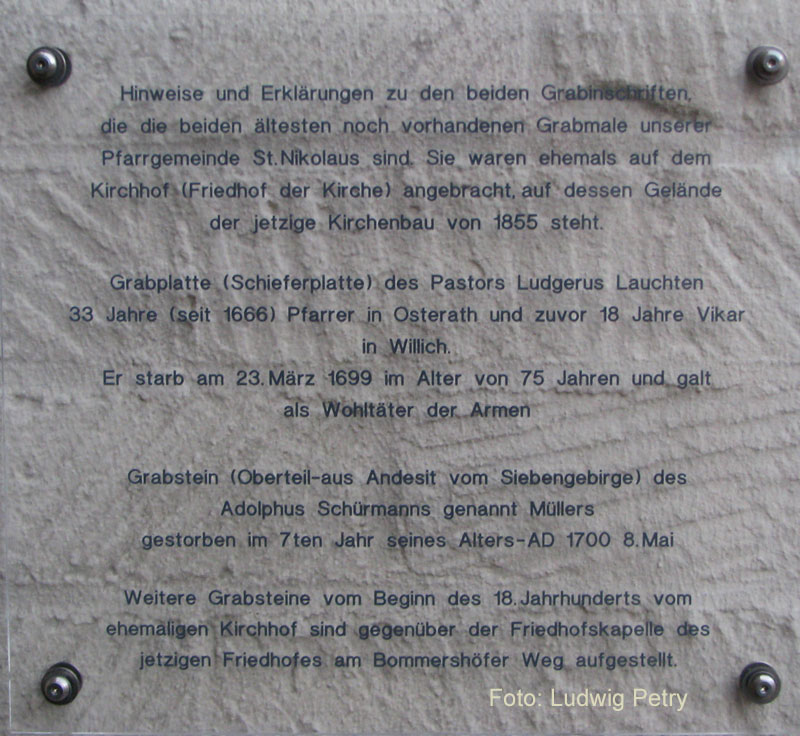 Hinweise und Erklärungen zu den beiden Grabinschriften,
die die beiden ältesten noch vorhandenen Grabmale unserer
Pfarrgemeinde St.Nikolaus sind. Sie waren ehemals auf dem
Kirchhof (Friedhof der Kirche) angebracht, auf dessen Gelände
der jetzige Kirchenbau von 1855 steht.
Grabplatte (Schieferplatte) des Pastors Ludgerus Lauchten
33 Jahre (seit 1666) Pfarrer in Osterath und zuvor 18 Jahre Vikar
in Willich.
Er starb am 23.März 1699 im Alter von 75 Jahren und galt
als Wohltäter der Armen
Grabstein (Oberteil-aus Andesit vom Siebengebirge) des
Adolphus Schürmanns genannt Müllers
gestorben im 7ten Jahr seines Alters-AD 1700 8.Mai
Weitere Grabsteine vom Beginn des 18.Jahrhunderts vom
ehemaligen Kirchhof sind gegenüber der Friedhofskapelle des
jetzigen Friedhofes am Bommershöfer Weg aufgestellt.
Foto: Ludwig Petry